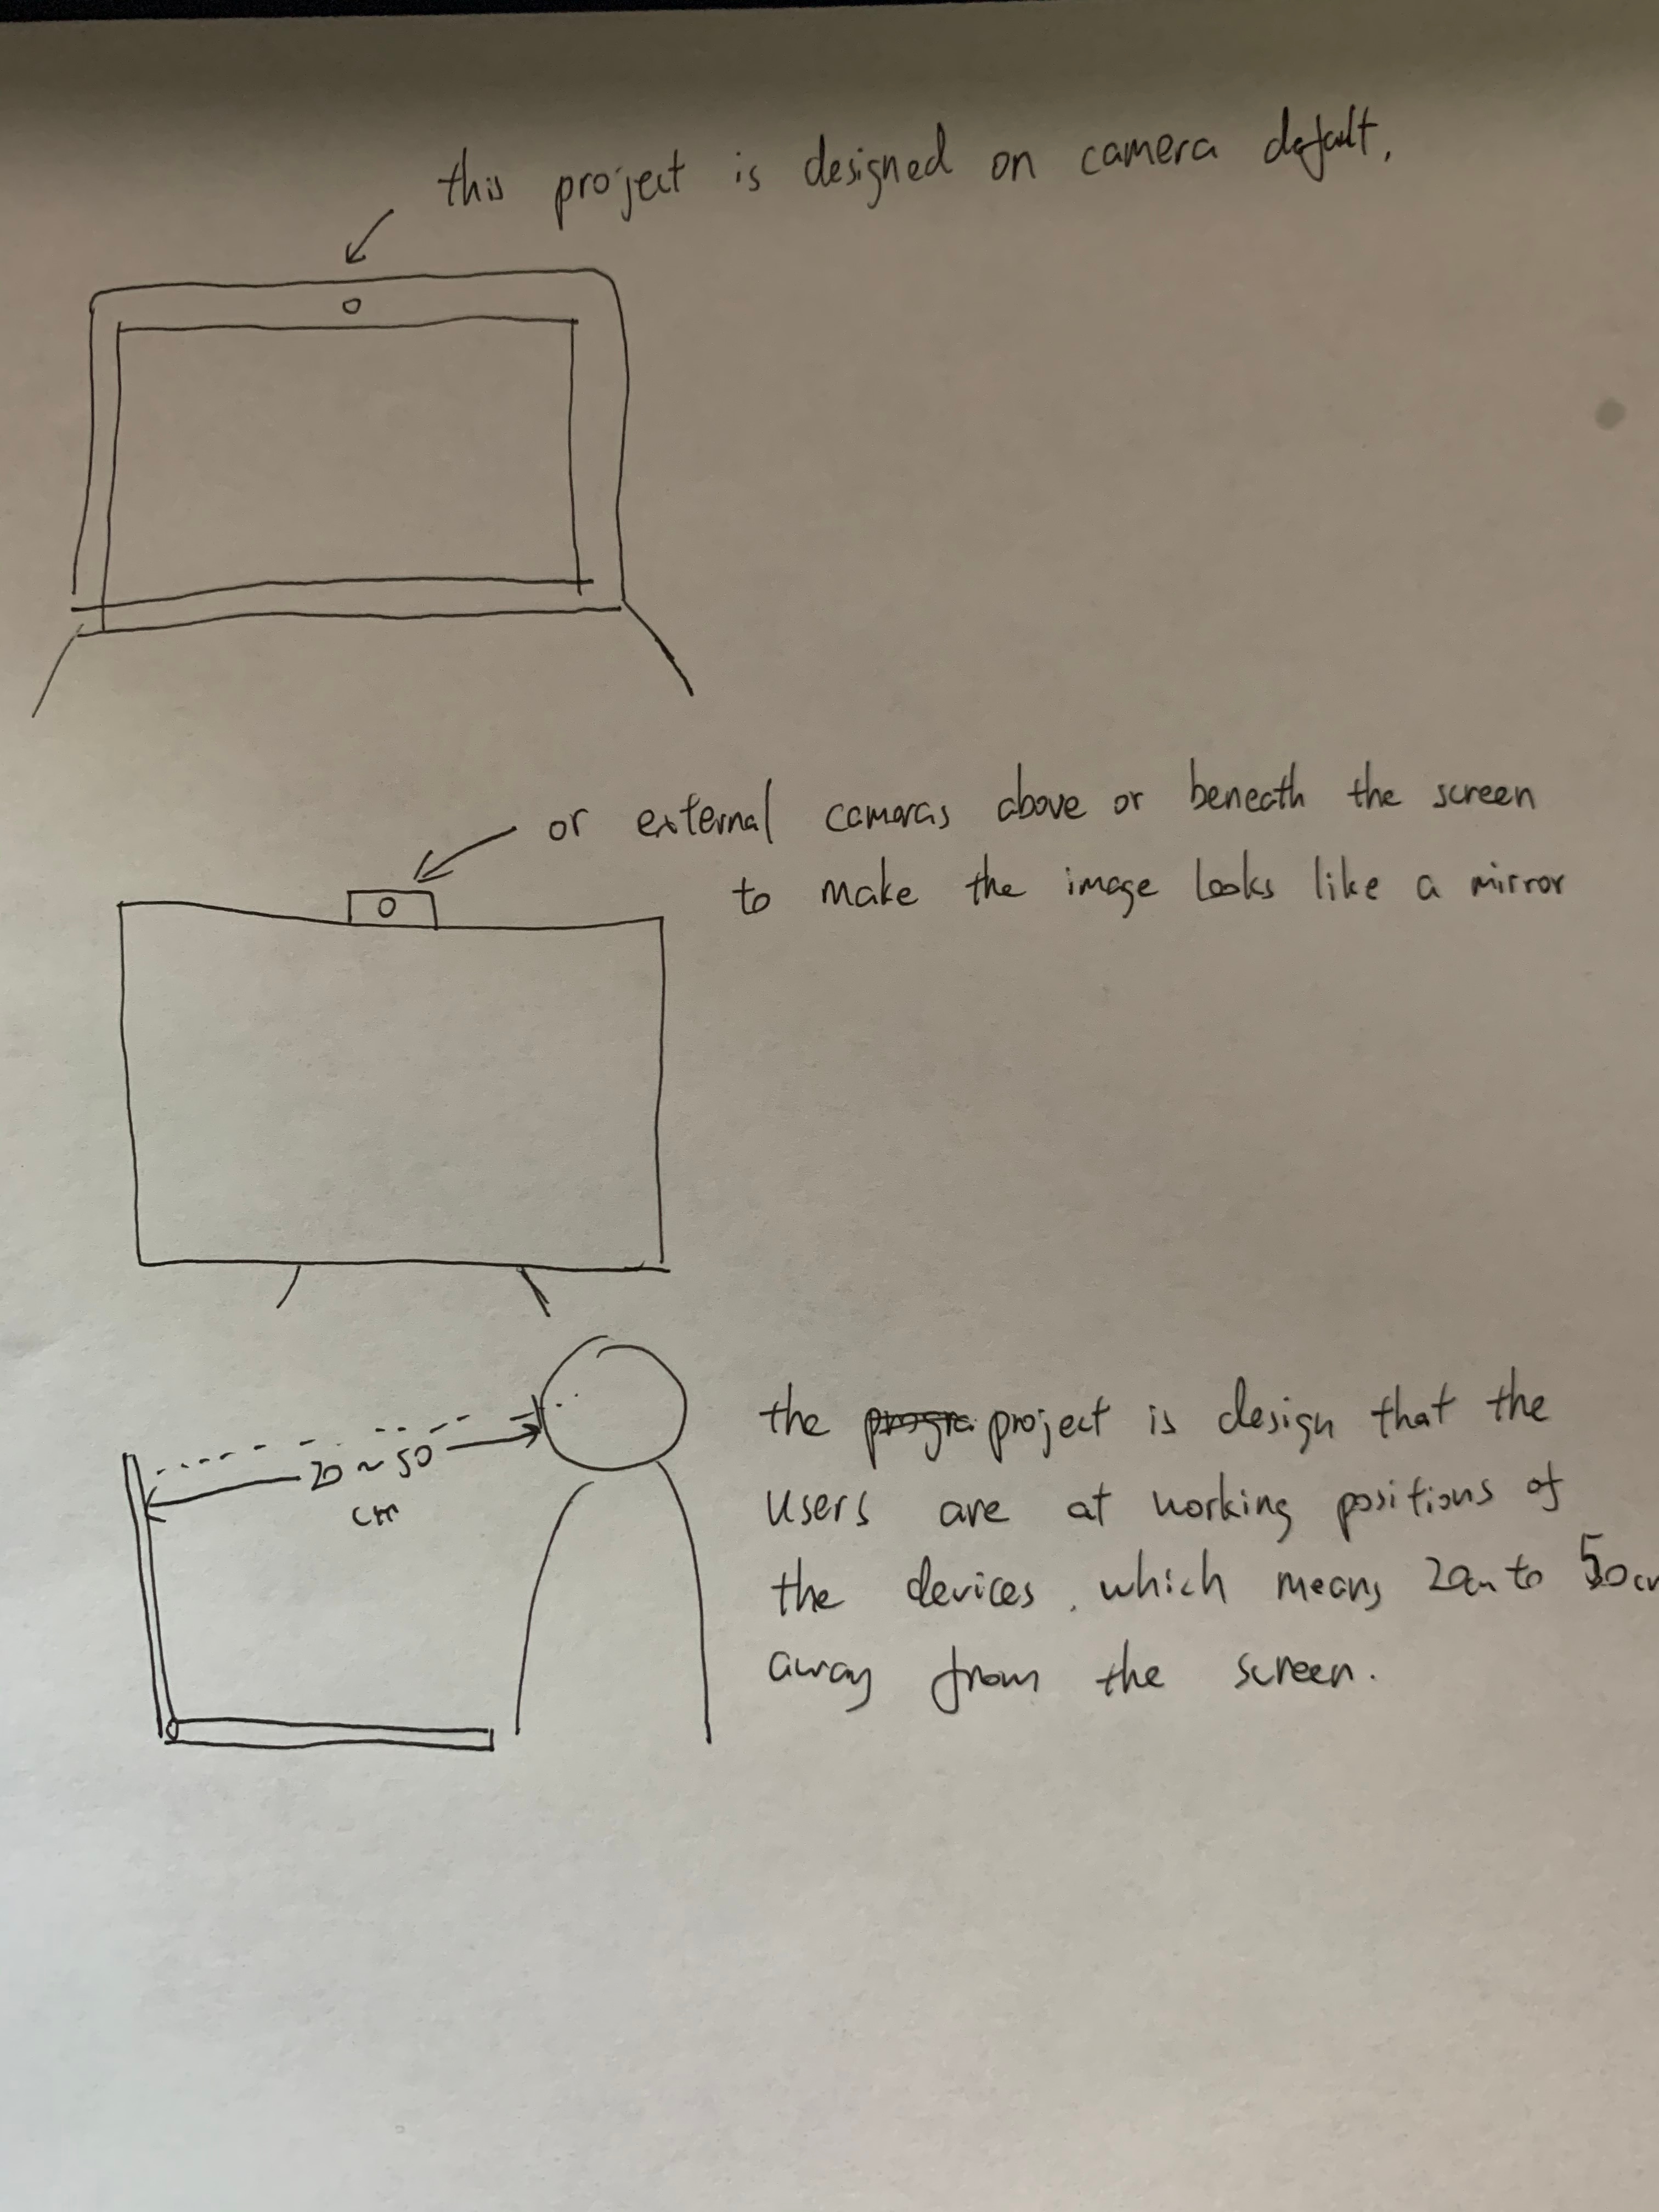 this project is designed on camera default.
or external cameras above or beneath the screen
to make the image looks like a mirror
20 ~ 50
cm
the project is design that the
users are at working positions of
the devices, which means 20cm to 50cm
away from the screen.